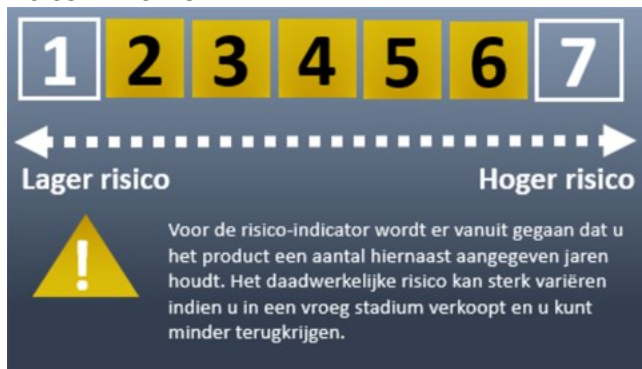 1 2 3 4 5 6 7
Lager risico Hoger risico
!
Voor de risico-indicator wordt er vanuit gegaan dat u
het product een aantal hiernaast aangegeven jaren
houdt. Het daadwerkelijke risico kan sterk variëren
indien u in een vroeg stadium verkoopt en u kunt
minder terugkrijgen.